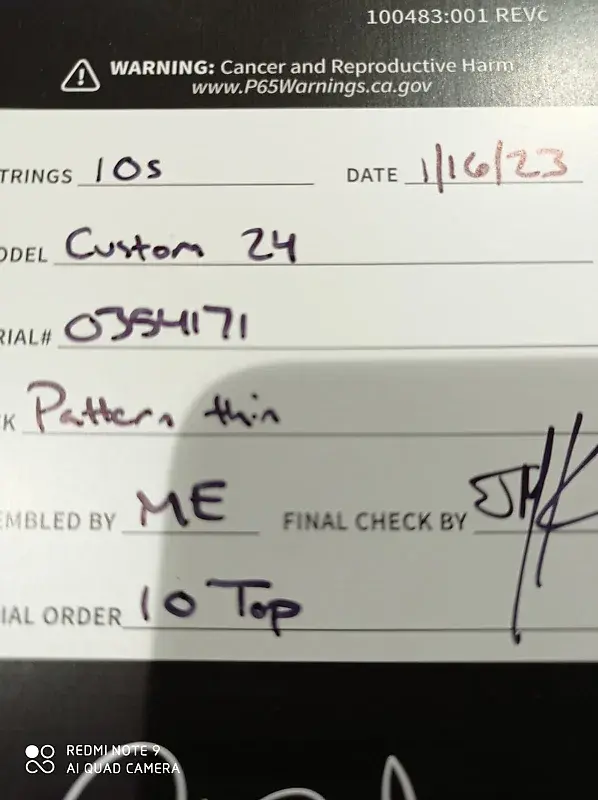 100483:001 REVc
WARNING: Cancer and Reproductive Harm
www.P65Warnings.ca.gov
TRINGS 10s DATE 1/16/23
ODEL Custom 24
RIAL# 0354171
K Pattern thin
EMBLED BY ME FINAL CHECK BY JMK
IAL ORDER 10 Top
REDMI NOTE 9
AI QUAD CAMERA